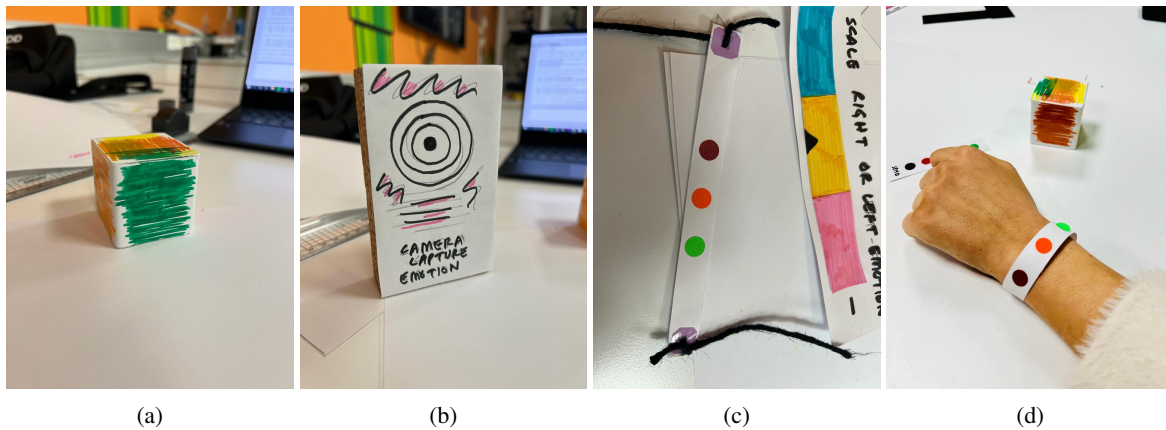 CAMERA
CAPTURE
EMOTION
SCALE RIGHT OR LEFT-EMOTION
(a)
(b)
(c)
(d)